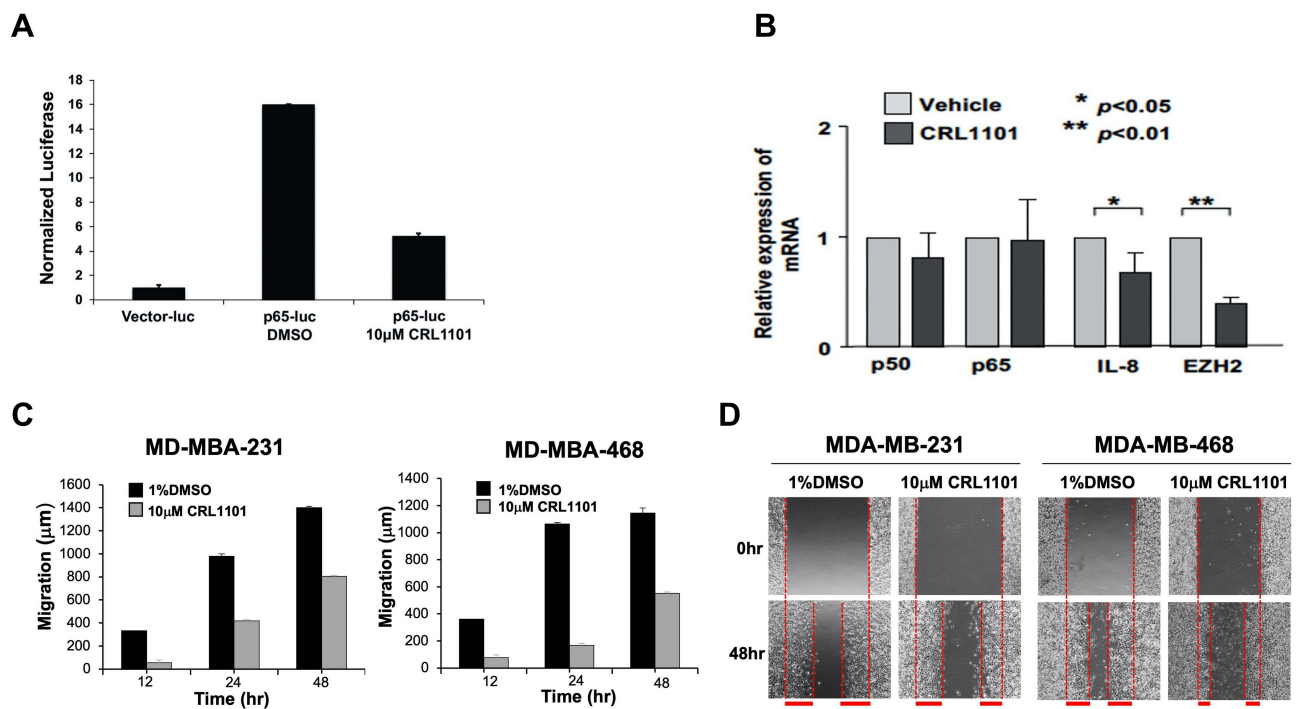 A
Normalized Luciferase
18
16
14
12
10
8
6
4
2
0
Vector-luc
p65-luc
DMSO
p65-luc
10μM CRL1101
B
Relative expression of
mRNA
Vehicle
CRL1101
* p<0.05
** p<0.01
2
1
0
*
**
p50
p65
IL-8
EZH2
C
MD-MBA-231
Migration (μm)
1600
1400
1200
1000
800
600
400
200
0
1%DMSO
10μM CRL1101
12
24
48
Time (hr)
MD-MBA-468
Migration (μm)
1400
1200
1000
800
600
400
200
0
1%DMSO
10μM CRL1101
12
24
48
Time (hr)
D
MDA-MB-231
MDA-MB-468
1%DMSO
10μM CRL1101
1%DMSO
10μM CRL1101
0hr
48hr